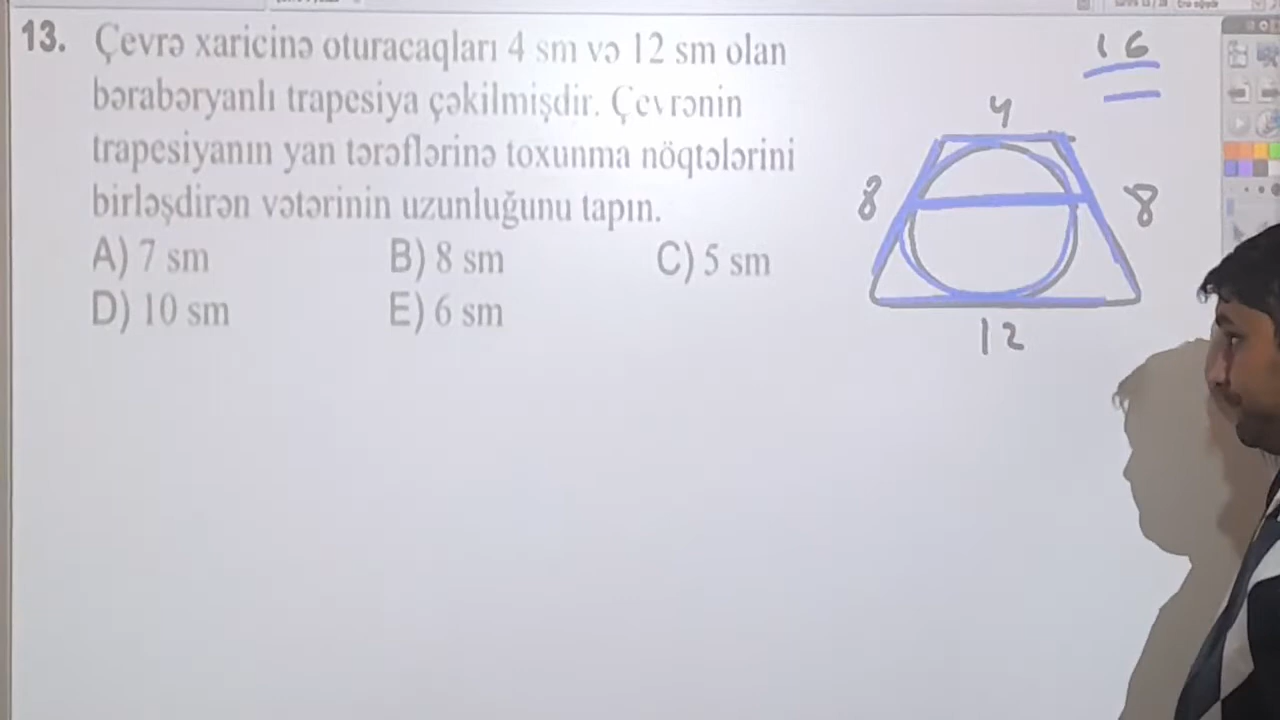 13. Çevrə xaricinə oturacaqları 4 sm və 12 sm olan
bərabəryanlı trapesiya çəkilmişdir. Çevrənin
trapesiyanın yan tərəflərinə toxunma nöqtələrini
birləşdirən vətərinin uzunluğunu tapın.
A) 7 sm B) 8 sm C) 5 sm
D) 10 sm E) 6 sm
16
4
8 8
12